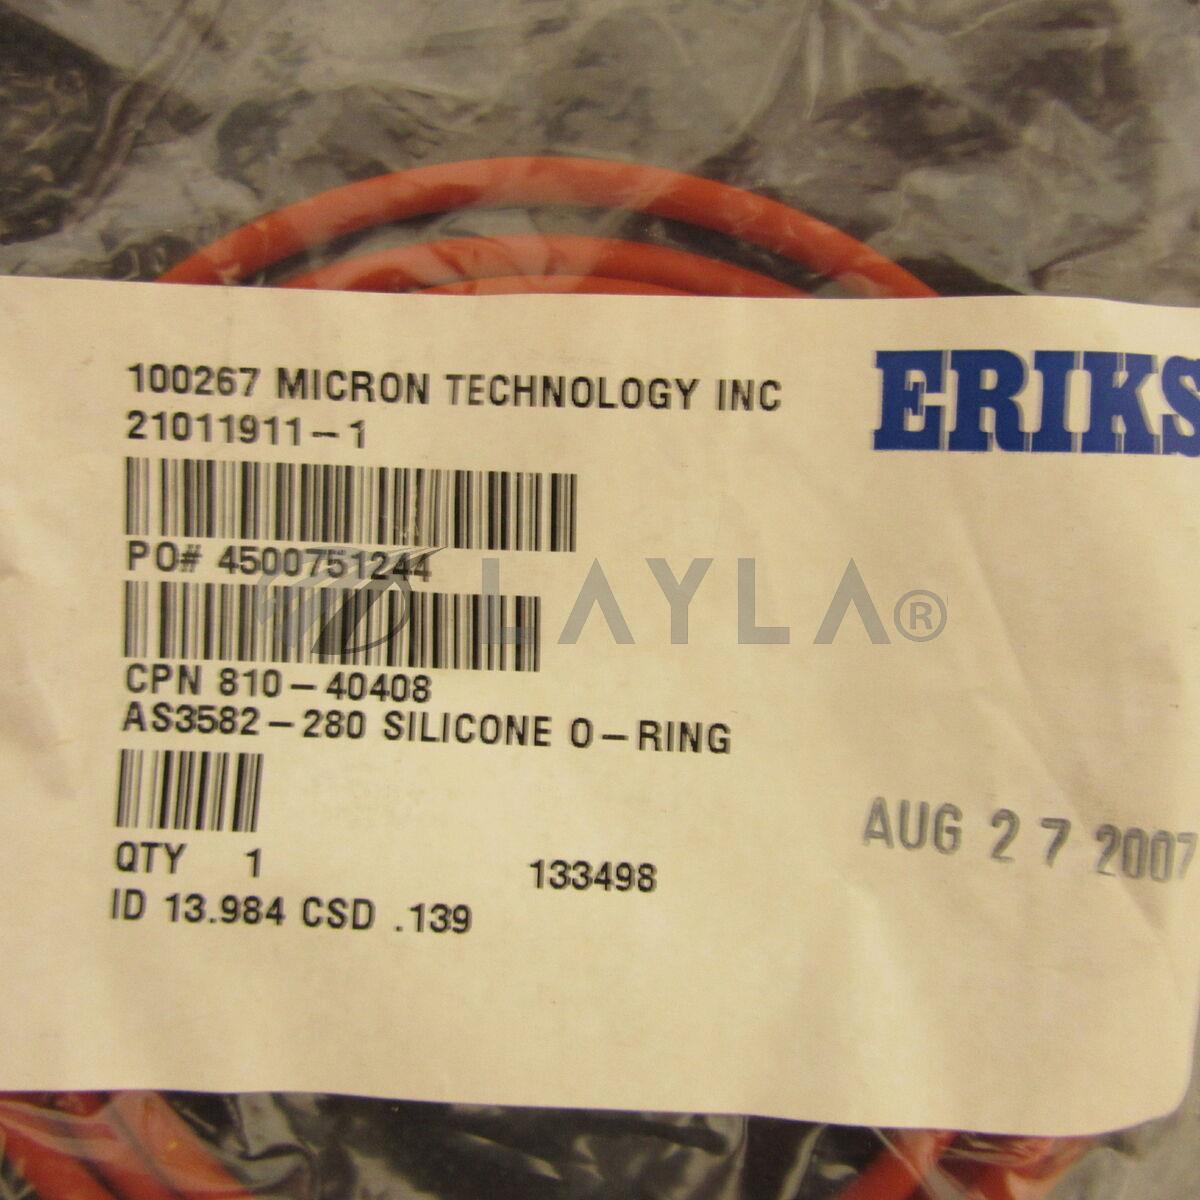 100267 MICRON TECHNOLOGY INC
ERIKS
21011911-1
PO# 4500751244
LAYLA®
CPN 810-40408
AS3582-280 SILICONE O-RING
AUG 27 2007
QTY 1 133498
ID 13.984 CSD .139